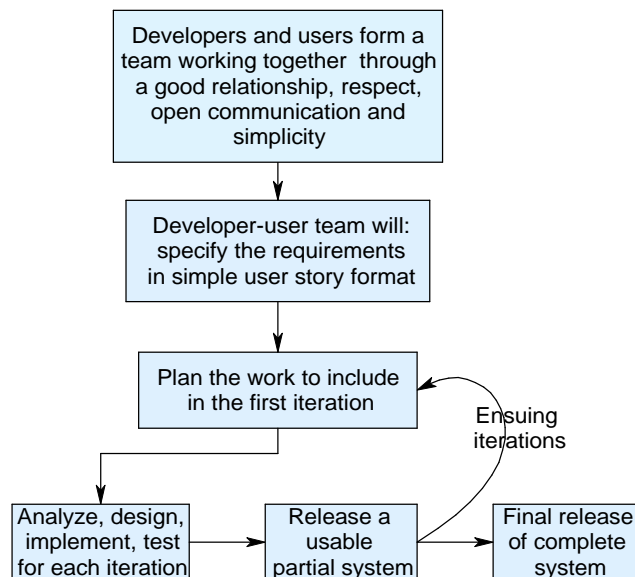 Developers and users form a
team working together through
a good relationship, respect,
open communication and
simplicity
Developer-user team will:
specify the requirements
in simple user story format
Plan the work to include
in the first iteration
Ensuing
iterations
Analyze, design,
implement, test
for each iteration
Release a
usable
partial system
Final release
of complete
system